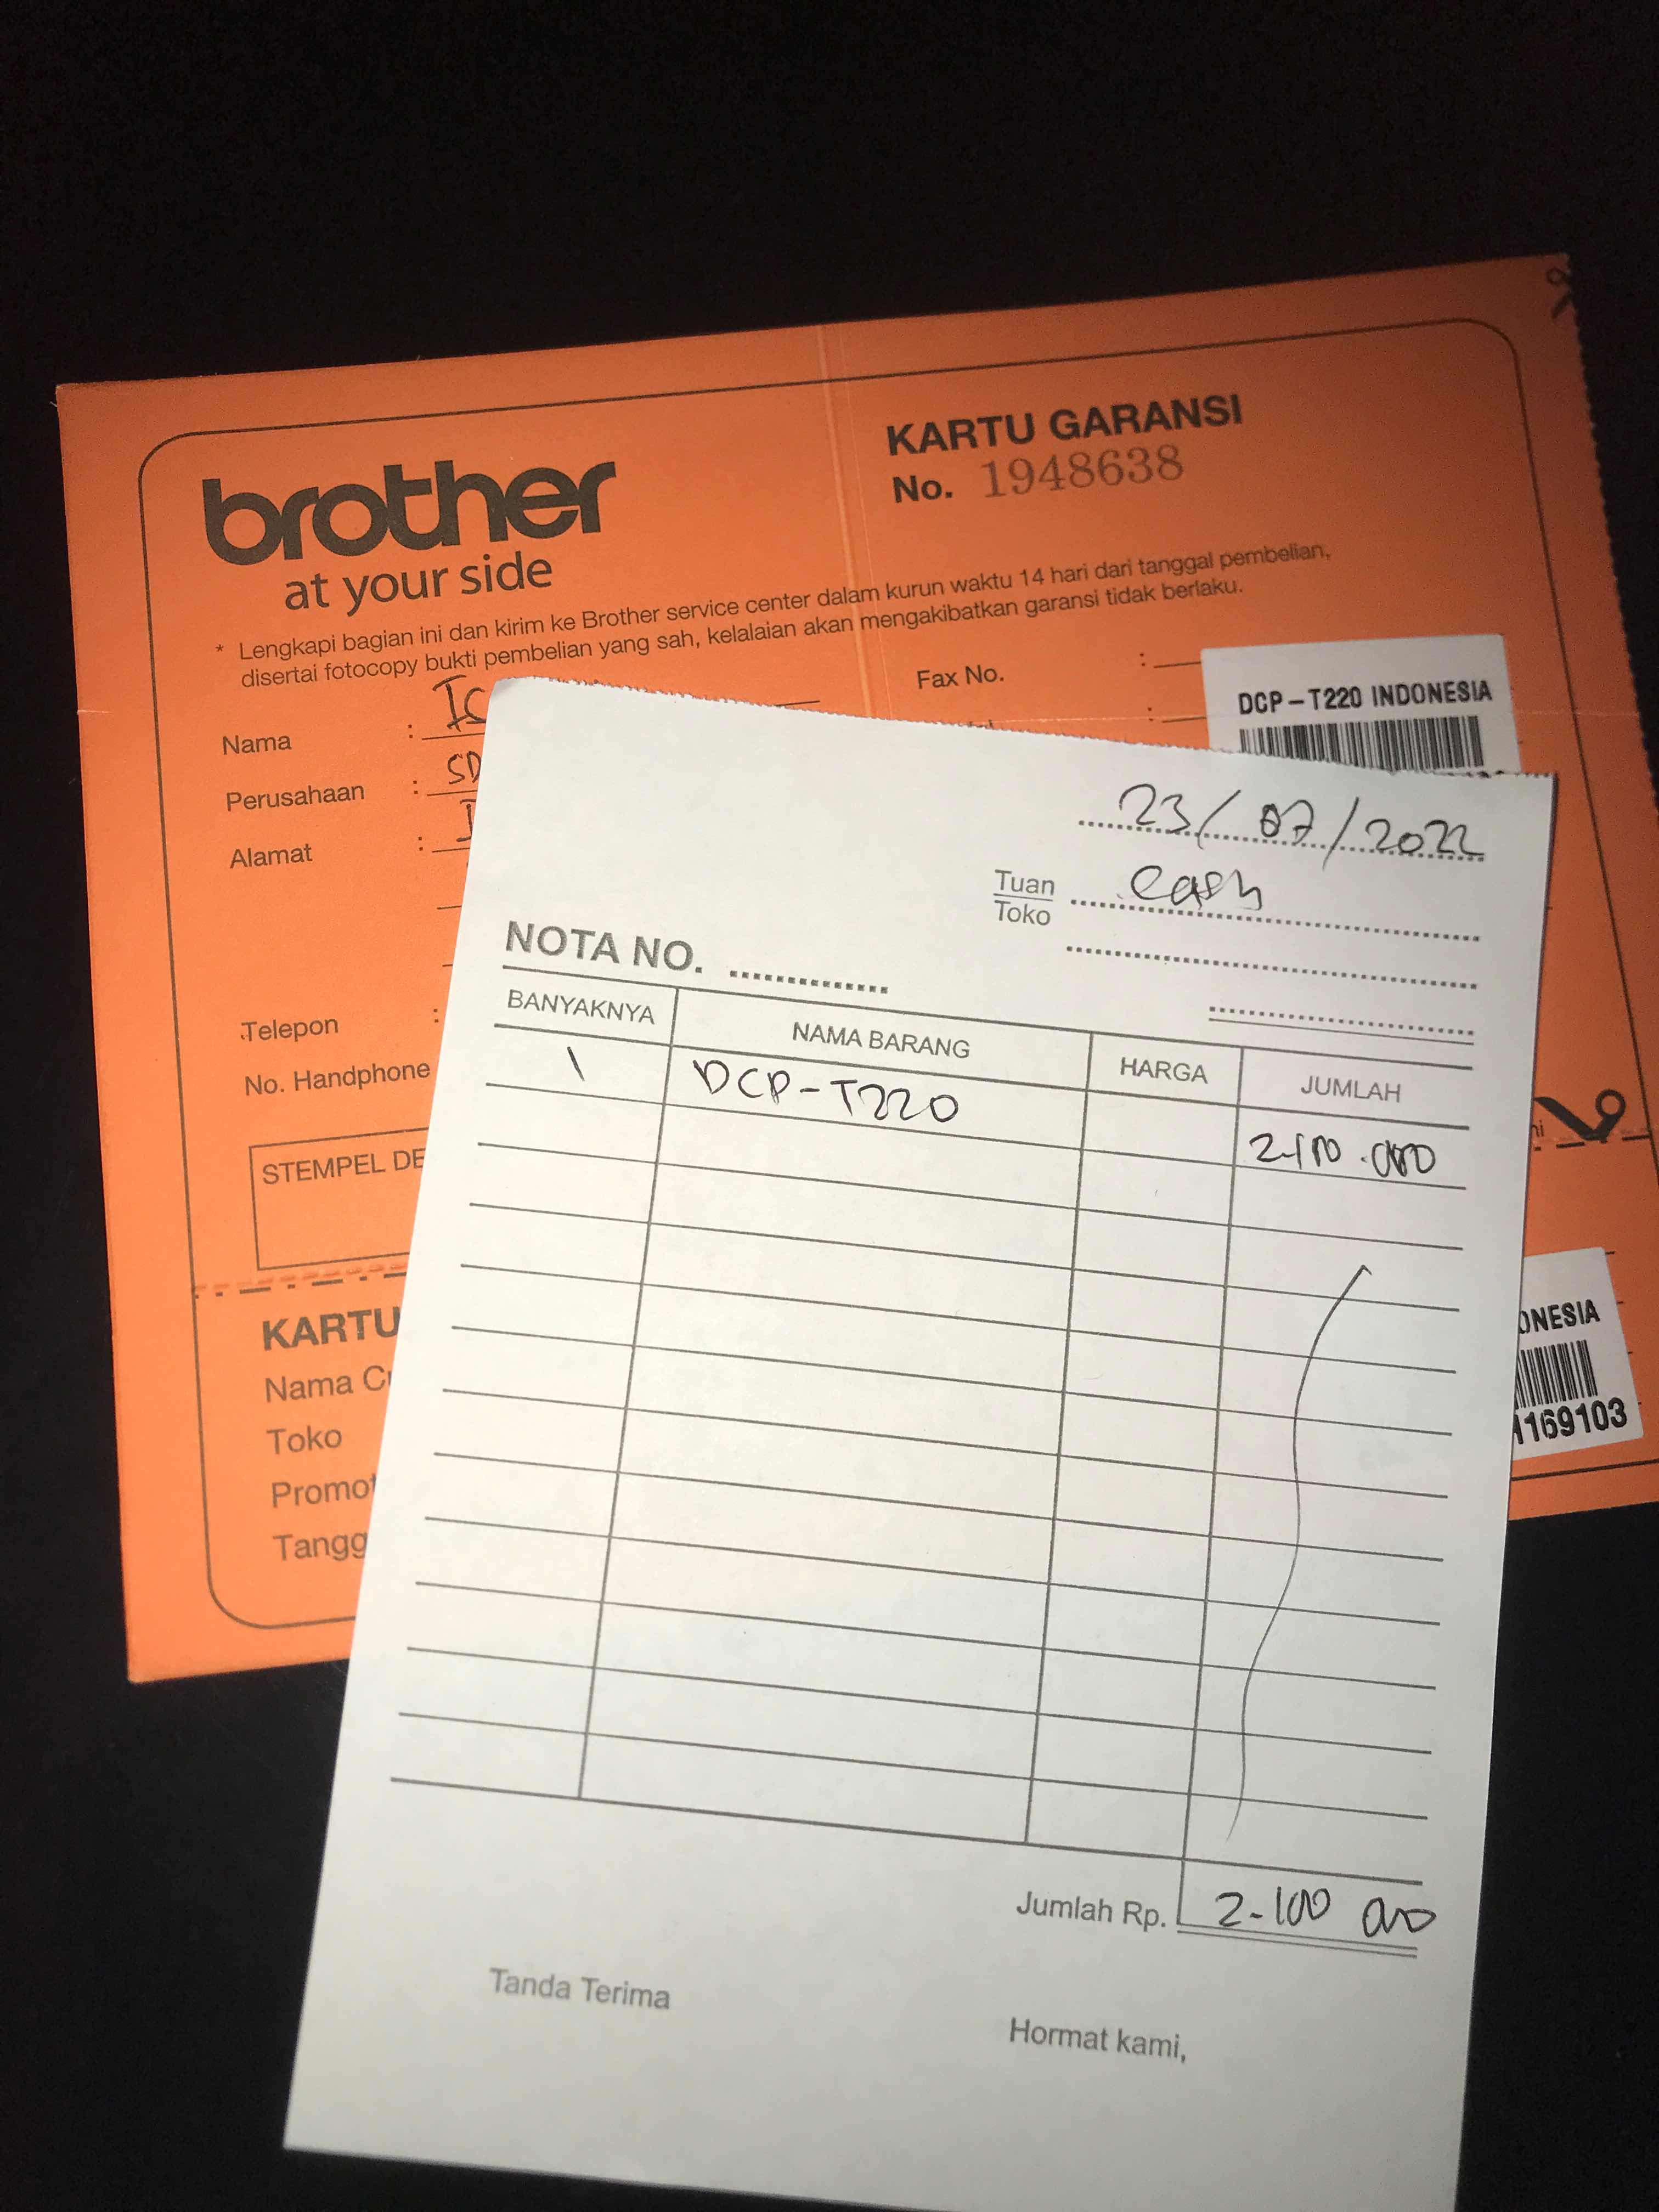 brother
at your side
KARTU GARANSI
No. 1948638
* Lengkapi bagian ini dan kirim ke Brother service center dalam kurun waktu 14 hari dari tanggal pembelian,
disertai fotocopy bukti pembelian yang sah, kelalaian akan mengakibatkan garansi tidak berlaku.
Nama :
Perusahaan :
Alamat :
Telepon :
No. Handphone
Fax No. :
DCP-T220 INDONESIA
STEMPEL DE
KARTU
Nama C
Toko
Promo
Tangg
ONESIA
1169103
23/07/2022
Tuan cash
Toko
NOTA NO.
BANYAKNYA NAMA BARANG HARGA JUMLAH
1 DCP-T220 2-100.000
Jumlah Rp. 2-100 000
Tanda Terima
Hormat kami,